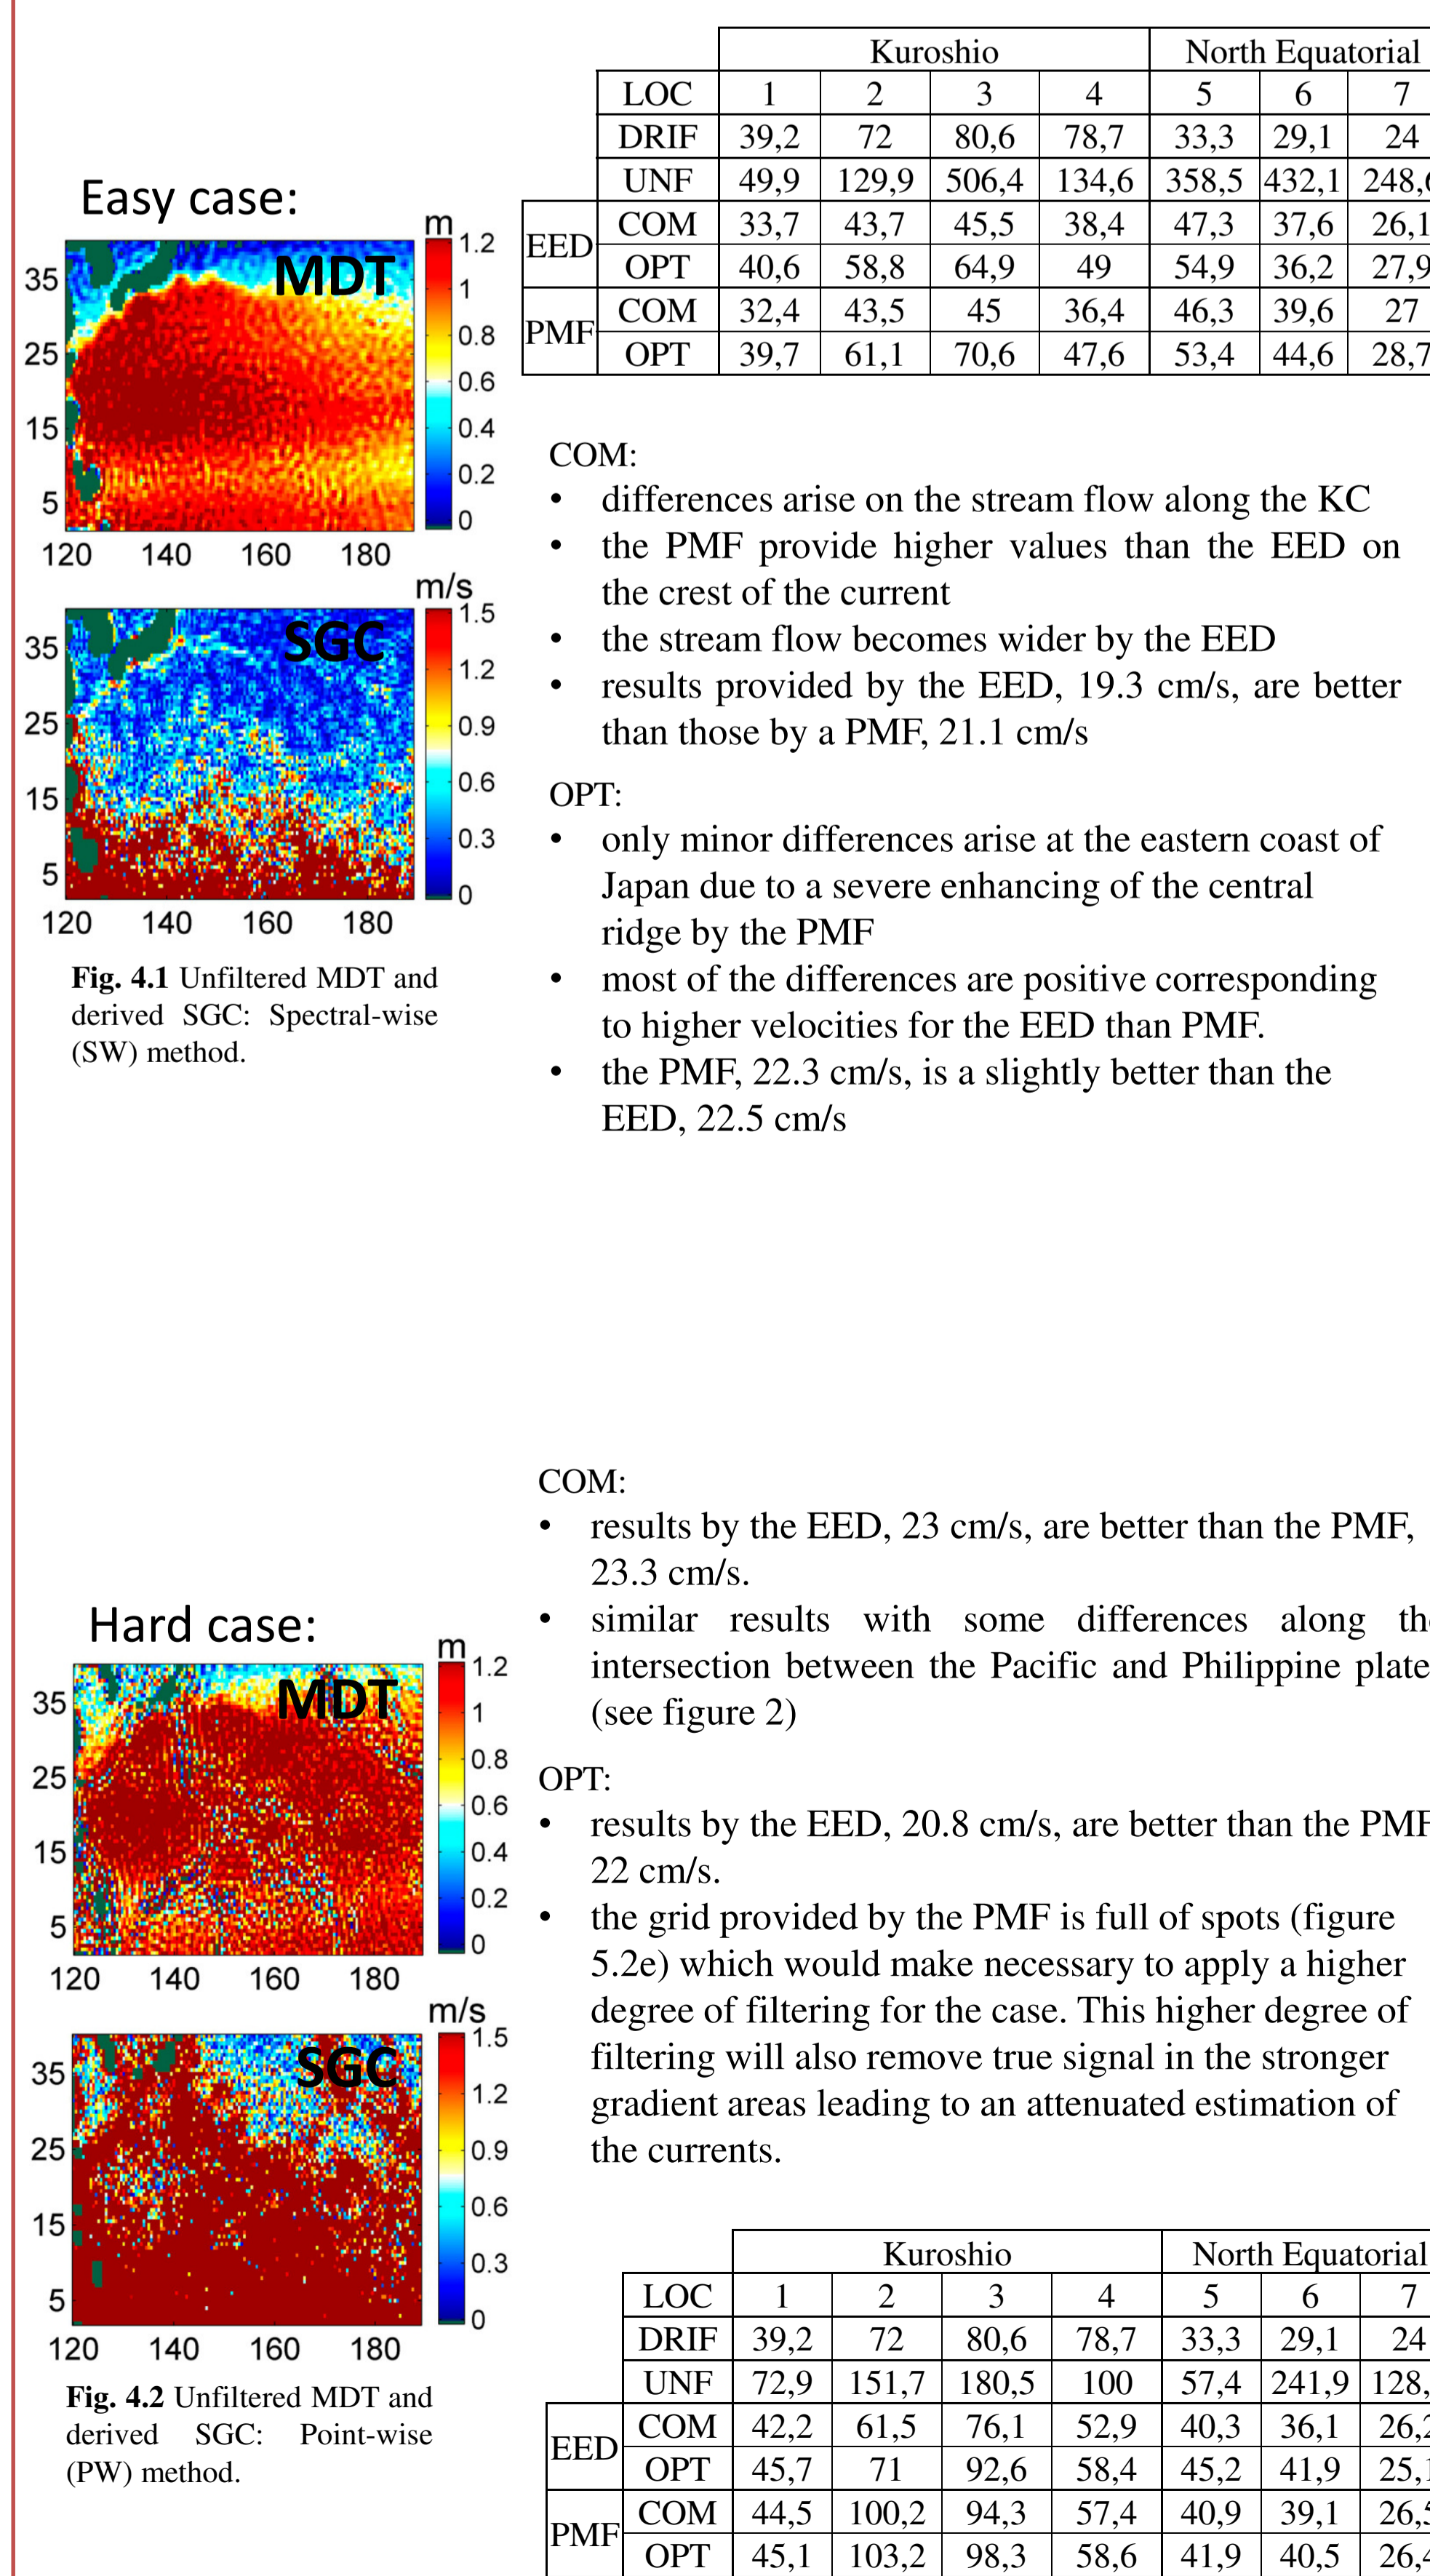 Kuroshio North Equatorial
LOC 1 2 3 4 5 6 7
DRIF 39,2 72 80,6 78,7 33,3 29,1 24
UNF 49,9 129,9 506,4 134,6 358,5 432,1 248,6
EED COM 33,7 43,7 45,5 38,4 47,3 37,6 26,1
OPT 40,6 58,8 64,9 49 54,9 36,2 27,9
PMF COM 32,4 43,5 45 36,4 46,3 39,6 27
OPT 39,7 61,1 70,6 47,6 53,4 44,6 28,7
Easy case:
m
MDT
1.2
1
0.8
0.6
0.4
0.2
0
35
25
15
5
120 140 160 180
m/s
SGC
1.5
1.2
0.9
0.6
0.3
0
35
25
15
5
120 140 160 180
Fig. 4.1 Unfiltered MDT and
derived SGC: Spectral-wise
(SW) method.
COM:
• differences arise on the stream flow along the KC
• the PMF provide higher values than the EED on
the crest of the current
• the stream flow becomes wider by the EED
• results provided by the EED, 19.3 cm/s, are better
than those by a PMF, 21.1 cm/s
OPT:
• only minor differences arise at the eastern coast of
Japan due to a severe enhancing of the central
ridge by the PMF
• most of the differences are positive corresponding
to higher velocities for the EED than PMF.
• the PMF, 22.3 cm/s, is a slightly better than the
EED, 22.5 cm/s
COM:
• results by the EED, 23 cm/s, are better than the PMF,
23.3 cm/s.
• similar results with some differences along the
intersection between the Pacific and Philippine plate
(see figure 2)
OPT:
• results by the EED, 20.8 cm/s, are better than the PMF
22 cm/s.
• the grid provided by the PMF is full of spots (figure
5.2e) which would make necessary to apply a higher
degree of filtering for the case. This higher degree of
filtering will also remove true signal in the stronger
gradient areas leading to an attenuated estimation of
the currents.
Hard case:
m
MDT
1.2
1
0.8
0.6
0.4
0.2
0
35
25
15
5
120 140 160 180
m/s
SGC
1.5
1.2
0.9
0.6
0.3
0
35
25
15
5
120 140 160 180
Fig. 4.2 Unfiltered MDT and
derived SGC: Point-wise
(PW) method.
Kuroshio North Equatorial
LOC 1 2 3 4 5 6 7
DRIF 39,2 72 80,6 78,7 33,3 29,1 24
UNF 72,9 151,7 180,5 100 57,4 241,9 128,
EED COM 42,2 61,5 76,1 52,9 40,3 36,1 26,2
OPT 45,7 71 92,6 58,4 45,2 41,9 25,1
PMF COM 44,5 100,2 94,3 57,4 40,9 39,1 26,5
OPT 45,1 103,2 98,3 58,6 41,9 40,5 26,4